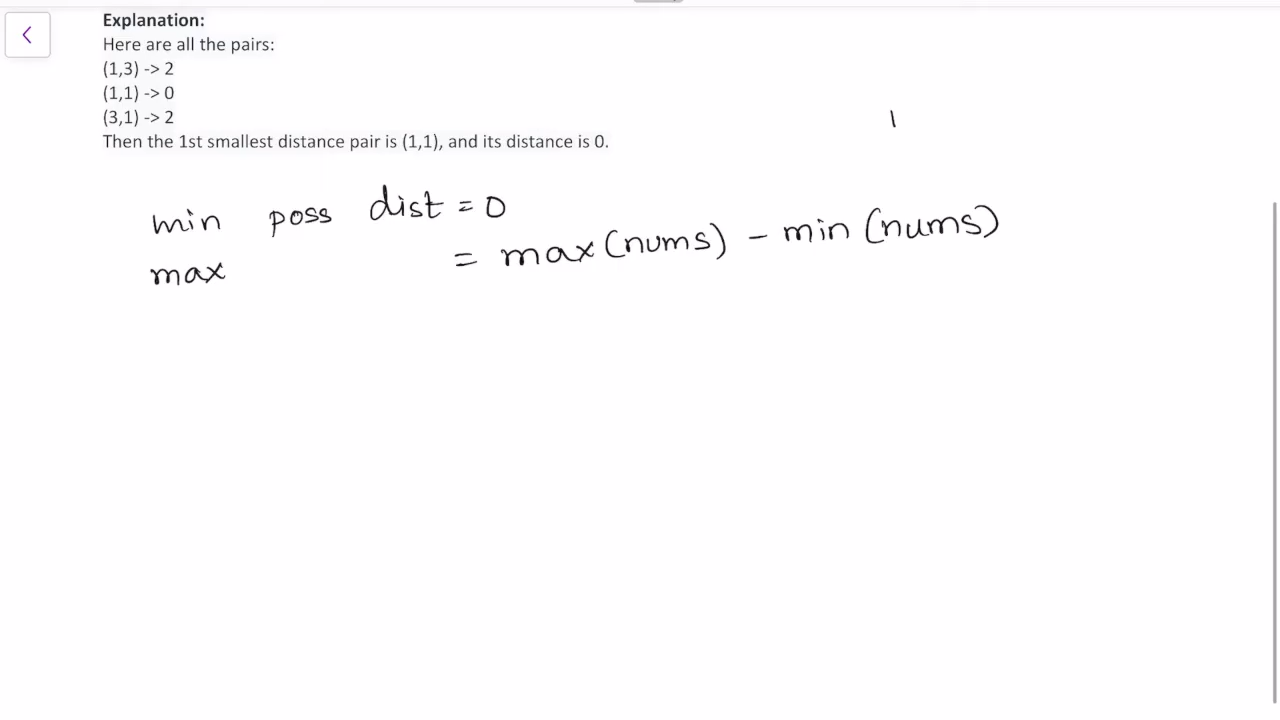 Explanation:
Here are all the pairs:
(1,3) -> 2
(1,1) -> 0
(3,1) -> 2
Then the 1st smallest distance pair is (1,1), and its distance is 0.
min poss dist = 0
max = max(nums) - min(nums)